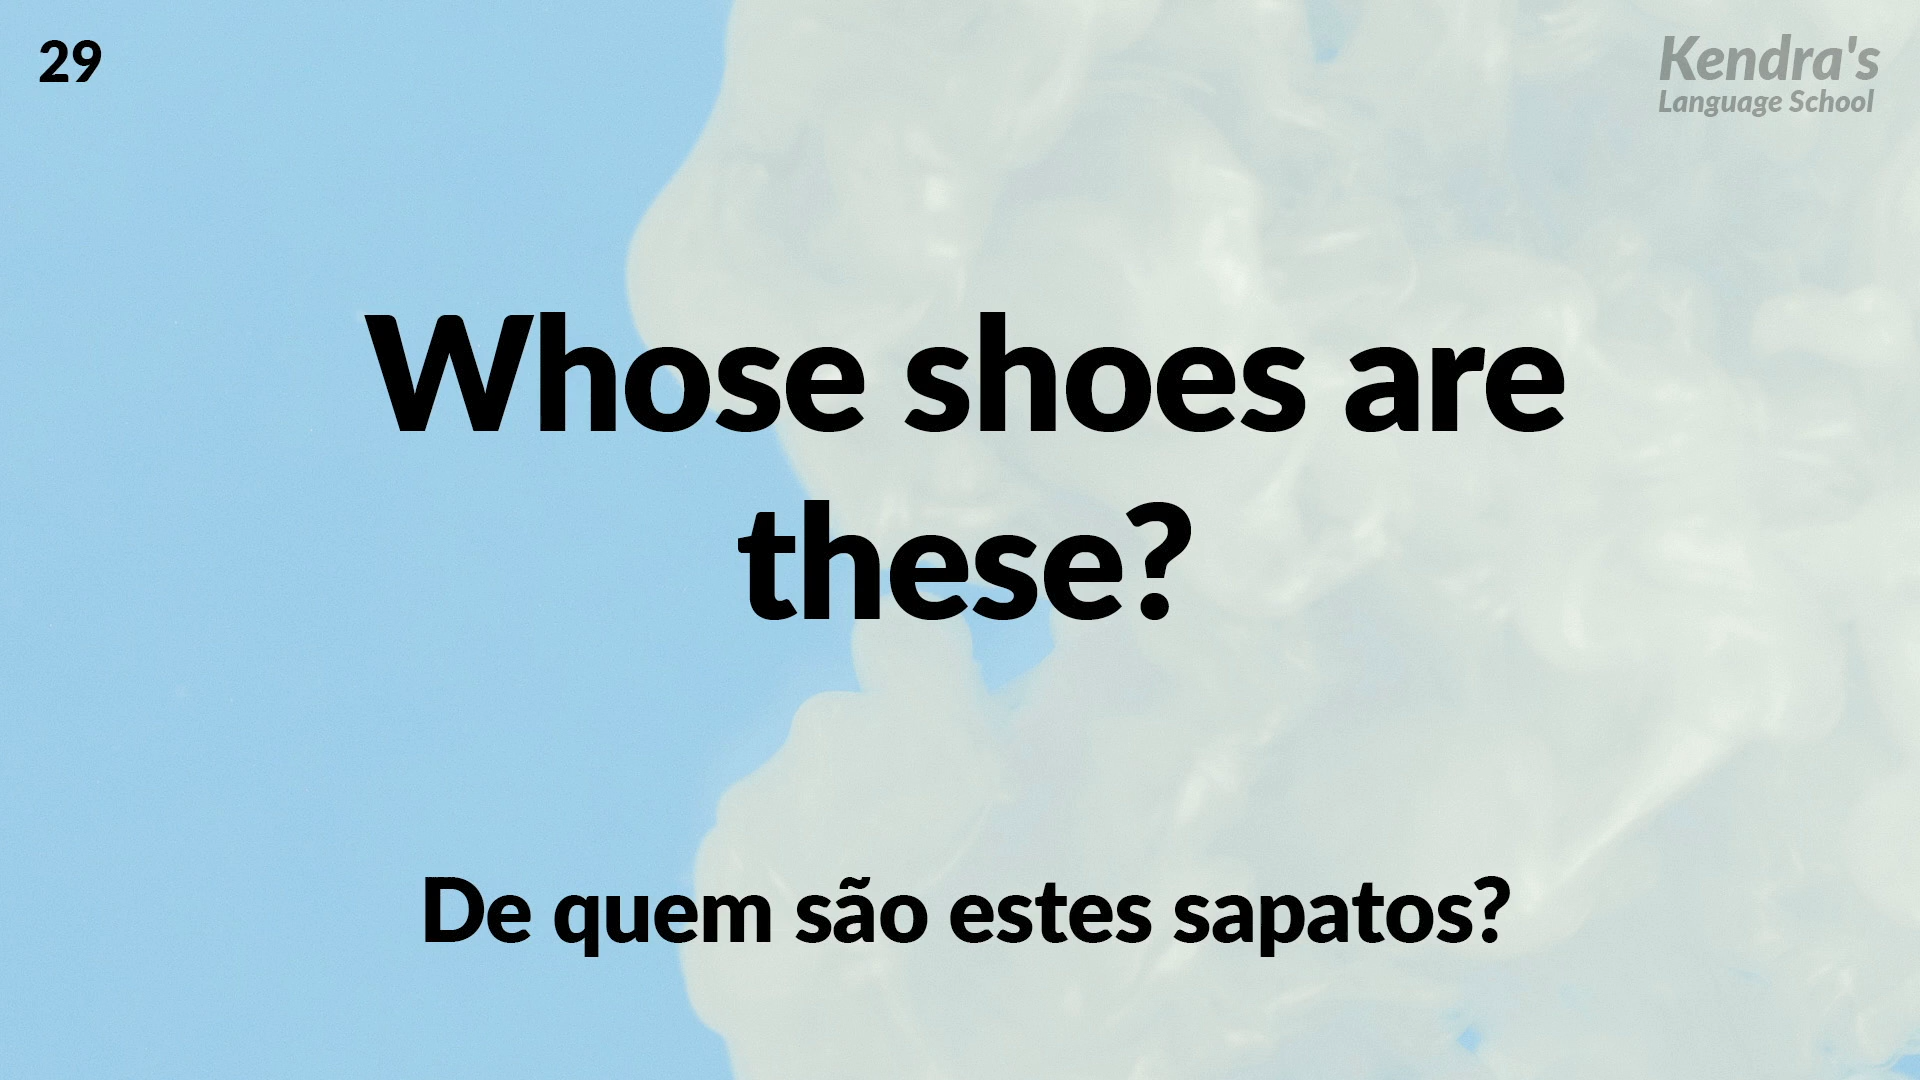 29
Kendra's
Language School
Whose shoes are
these?
De quem são estes sapatos?